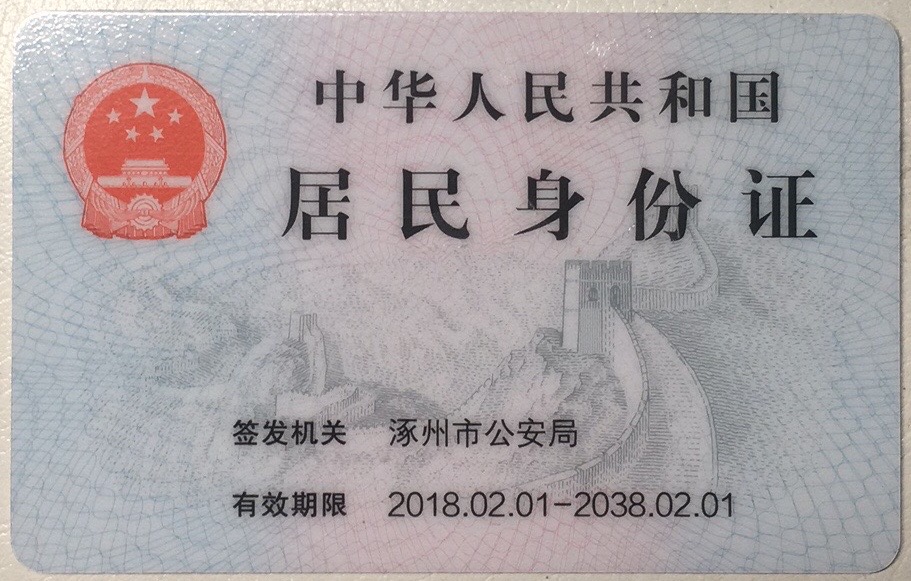 中华人民共和国
居民身份证
签发机关 涿州市公安局
有效期限 2018.02.01-2038.02.01